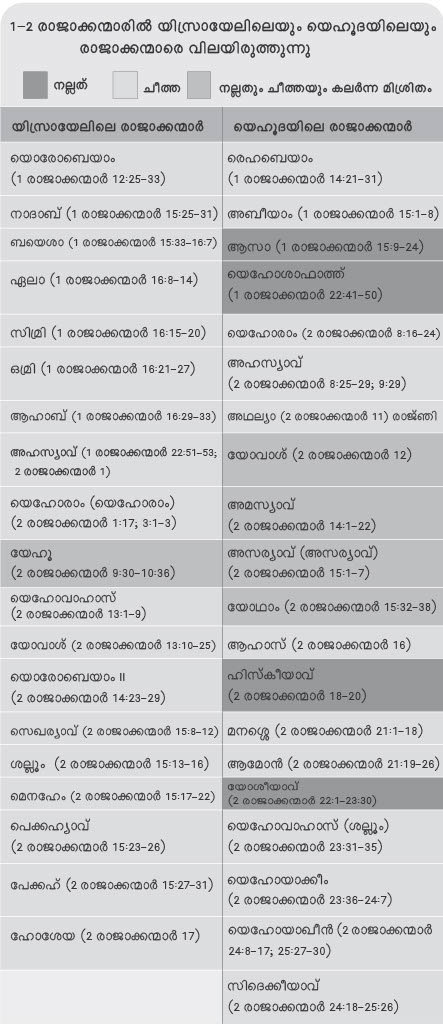 1–2 രാജാക്കന്മാരിൽ യിസ്രായേലിലെയും യെഹൂദയിലെയും
രാജാക്കന്മാരെ വിലയിരുത്തുന്നു
നല്ലത് ചീത്ത നല്ലതും ചീത്തയും കലർന്ന മിശ്രിതം
യിസ്രായേലിലെ രാജാക്കന്മാർ യെഹൂദയിലെ രാജാക്കന്മാർ
യൊരോബെയാം
(1 രാജാക്കന്മാർ 12:25–33)
രെഹബെയാം
(1 രാജാക്കന്മാർ 14:21–31)
നാദാബ് (1 രാജാക്കന്മാർ 15:25–31) അബീയാം (1 രാജാക്കന്മാർ 15:1–8)
ബയെശാ (1 രാജാക്കന്മാർ 15:33–16:7) ആസാ (1 രാജാക്കന്മാർ 15:9–24)
ഏലാ (1 രാജാക്കന്മാർ 16:8–14)
യെഹോശാഫാത്ത്
(1 രാജാക്കന്മാർ 22:41–50)
സിമ്രി (1 രാജാക്കന്മാർ 16:15–20) യെഹോരാം (2 രാജാക്കന്മാർ 8:16–24)
ഒമ്രി (1 രാജാക്കന്മാർ 16:21–27)
അഹസ്യാവ്
(2 രാജാക്കന്മാർ 8:25–29; 9:29)
ആഹാബ് (1 രാജാക്കന്മാർ 16:29–33) അഥല്യാ (2 രാജാക്കന്മാർ 11) രാജ്ഞി
അഹസ്യാവ് (1 രാജാക്കന്മാർ 22:51–53;
2 രാജാക്കന്മാർ 1)
യോവാശ് (2 രാജാക്കന്മാർ 12)
യെഹോരാം (യെഹോരാം)
(2 രാജാക്കന്മാർ 1:17; 3:1–3)
അമസ്യാവ്
(2 രാജാക്കന്മാർ 14:1–22)
യേഹൂ
(2 രാജാക്കന്മാർ 9:30–10:36)
അസര്യാവ് (അസര്യാവ്)
(2 രാജാക്കന്മാർ 15:1–7)
യെഹോവാഹാസ്
(2 രാജാക്കന്മാർ 13:1–9)
യോഥാം (2 രാജാക്കന്മാർ 15:32–38)
യോവാശ് (2 രാജാക്കന്മാർ 13:10–25) ആഹാസ് (2 രാജാക്കന്മാർ 16)
യൊരോബെയാം II
(2 രാജാക്കന്മാർ 14:23–29)
ഹിസ്കീയാവ്
(2 രാജാക്കന്മാർ 18–20)
സെഖര്യാവ് (2 രാജാക്കന്മാർ 15:8–12) മനശ്ശെ (2 രാജാക്കന്മാർ 21:1–18)
ശല്ലൂം (2 രാജാക്കന്മാർ 15:13–16) ആമോൻ (2 രാജാക്കന്മാർ 21:19–26)
മെനഹേം (2 രാജാക്കന്മാർ 15:17–22)
യോശീയാവ്
(2 രാജാക്കന്മാർ 22:1–23:30)
പെക്കഹ്യാവ്
(2 രാജാക്കന്മാർ 15:23–26)
യെഹോവാഹാസ് (ശല്ലൂം)
(2 രാജാക്കന്മാർ 23:31–35)
പേക്കഹ് (2 രാജാക്കന്മാർ 15:27–31)
യെഹോയാക്കീം
(2 രാജാക്കന്മാർ 23:36–24:7)
ഹോശേയ (2 രാജാക്കന്മാർ 17)
യെഹോയാഖീൻ (2 രാജാക്കന്മാർ
24:8–17; 25:27–30)
സിദെക്കീയാവ്
(2 രാജാക്കന്മാർ 24:18–25:26)